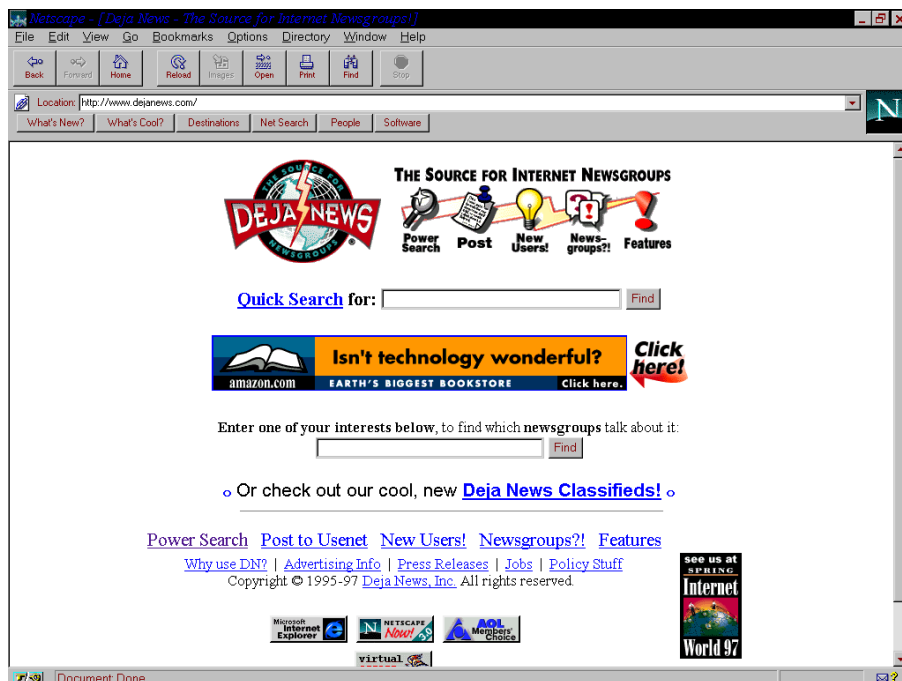 Netscape - [Deja News - The Source for Internet Newsgroups!]
File Edit View Go Bookmarks Options Directory Window Help
Back Forward Home Reload Images Open Print Find Stop
Location: http://www.dejanews.com/
N
What's New? What's Cool? Destinations Net Search People Software
THE SOURCE FOR
DEJA NEWS
NEWSGROUPS
®
THE SOURCE FOR INTERNET NEWSGROUPS
Power Search Post New Users! News-groups?! Features
Quick Search for: Find
amazon.com
Isn't technology wonderful?
EARTH'S BIGGEST BOOKSTORE Click here.
Click here!
Enter one of your interests below, to find which newsgroups talk about it:
Find
o Or check out our cool, new Deja News Classifieds! o
Power Search Post to Usenet New Users! Newsgroups?! Features
Why use DN? | Advertising Info | Press Releases | Jobs | Policy Stuff
Copyright © 1995-97 Deja News, Inc. All rights reserved.
see us at
SPRING
Internet
World 97
Microsoft
Internet
Explorer
N NETSCAPE
Now! 3.0
AOL
Members'
Choice
virtual
Document: Done